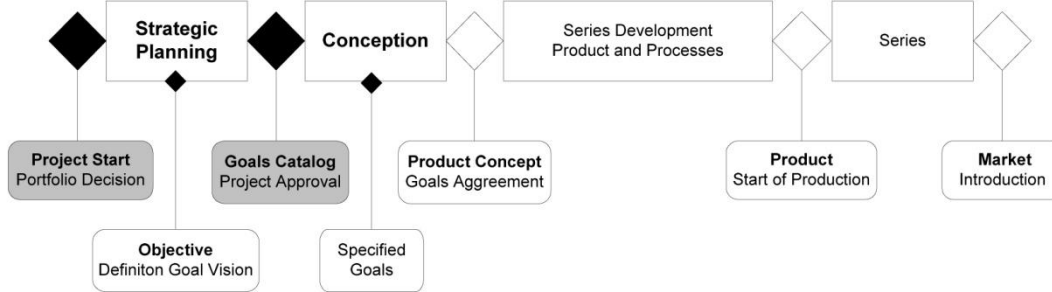 Strategic
Planning
Conception
Series Development
Product and Processes
Series
Project Start
Portfolio Decision
Goals Catalog
Project Approval
Product Concept
Goals Aggreement
Product
Start of Production
Market
Introduction
Objective
Definiton Goal Vision
Specified
Goals